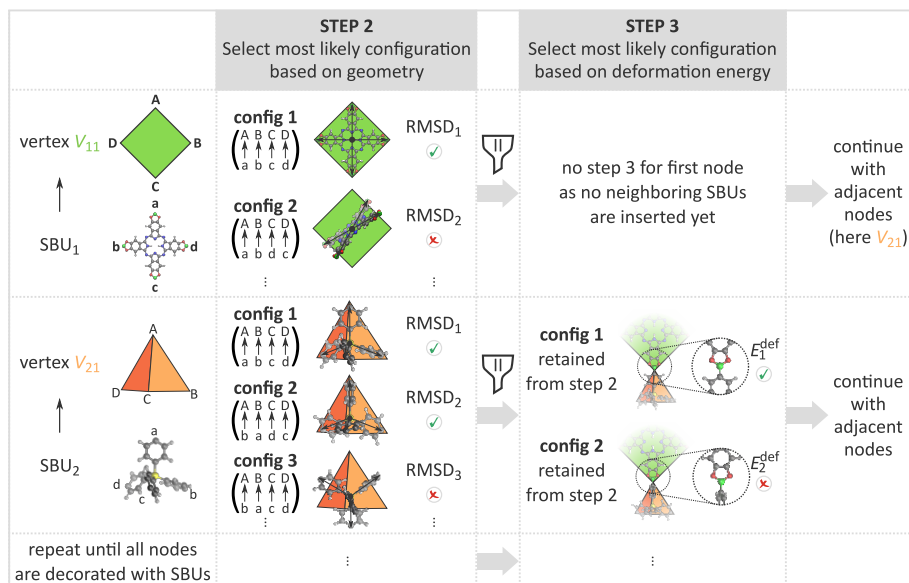 STEP 2
Select most likely configuration
based on geometry
STEP 3
Select most likely configuration
based on deformation energy
vertex V11
A
D
B
C
SBU1
a
b
d
c
config 1
A B C D
a b c d
RMSD1
config 2
A B C D
a b d c
RMSD2
⋮
no step 3 for first node
as no neighboring SBUs
are inserted yet
continue
with
adjacent
nodes
(here V21)
vertex V21
A
D
C
B
SBU2
a
d
c
b
config 1
A B C D
a b c d
RMSD1
config 2
A B C D
b a d c
RMSD2
config 3
A B C D
b a c d
RMSD3
⋮
config 1
retained
from step 2
E1def
config 2
retained
from step 2
E2def
continue
with
adjacent
nodes
repeat until all nodes
are decorated with SBUs
⋮
⋮